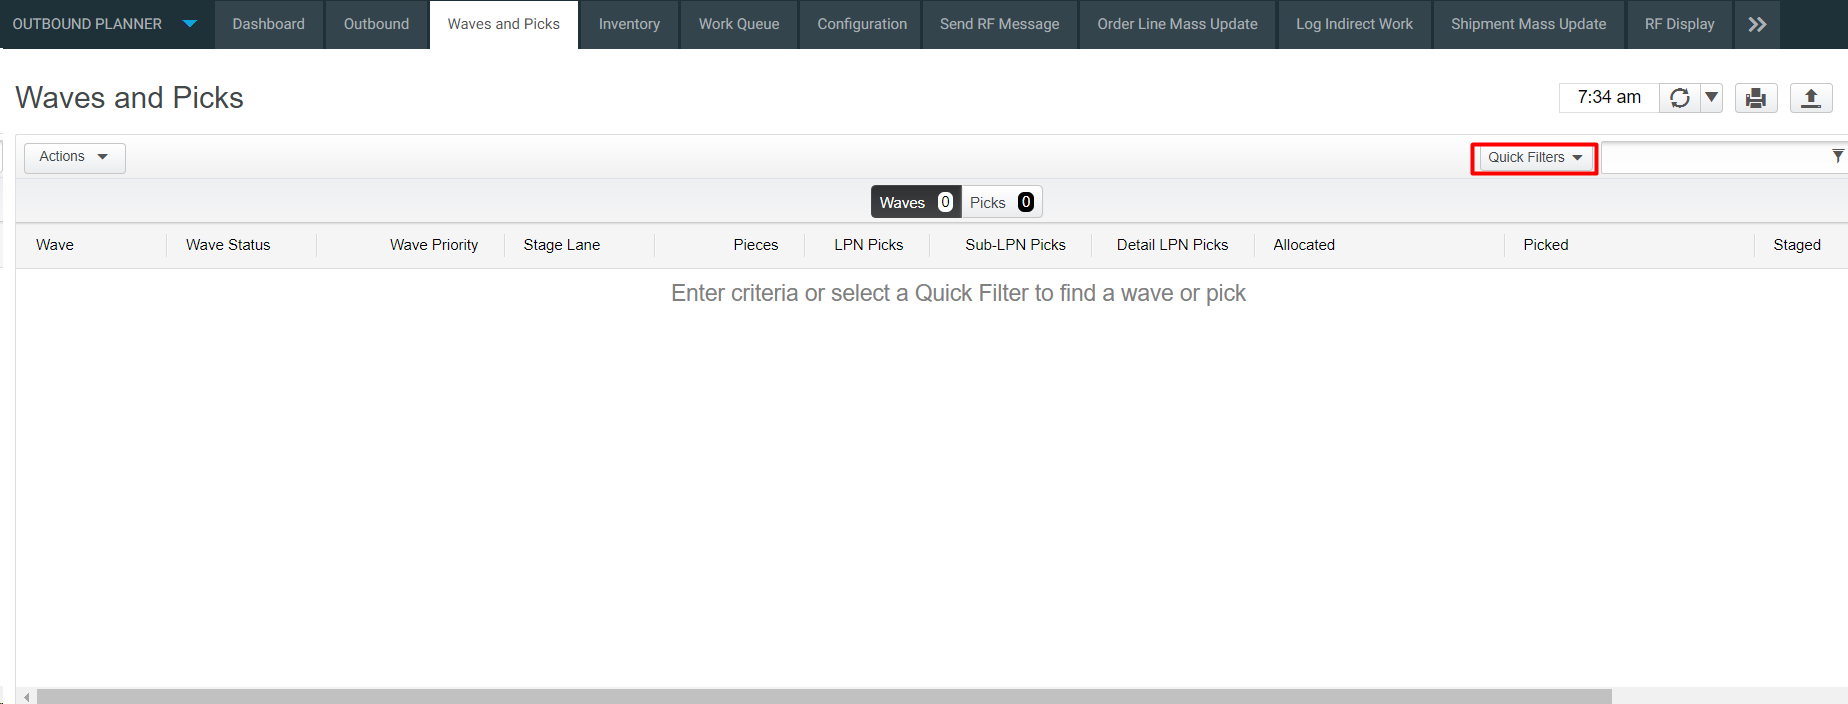 OUTBOUND PLANNER Dashboard Outbound Waves and Picks Inventory Work Queue Configuration Send RF Message Order Line Mass Update Log Indirect Work Shipment Mass Update RF Display
Waves and Picks 7:34 am
Actions Quick Filters
Waves 0 Picks 0
Wave Wave Status Wave Priority Stage Lane Pieces LPN Picks Sub-LPN Picks Detail LPN Picks Allocated Picked Staged
Enter criteria or select a Quick Filter to find a wave or pick